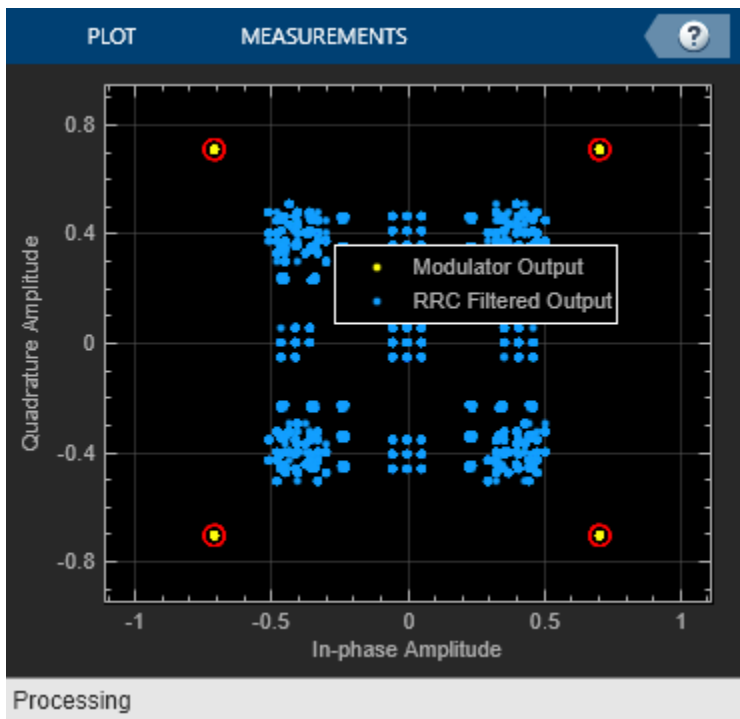 PLOT MEASUREMENTS ?
0.8
0.4
0
-0.4
-0.8
Quadrature Amplitude
Modulator Output
RRC Filtered Output
-1 -0.5 0 0.5 1
In-phase Amplitude
Processing